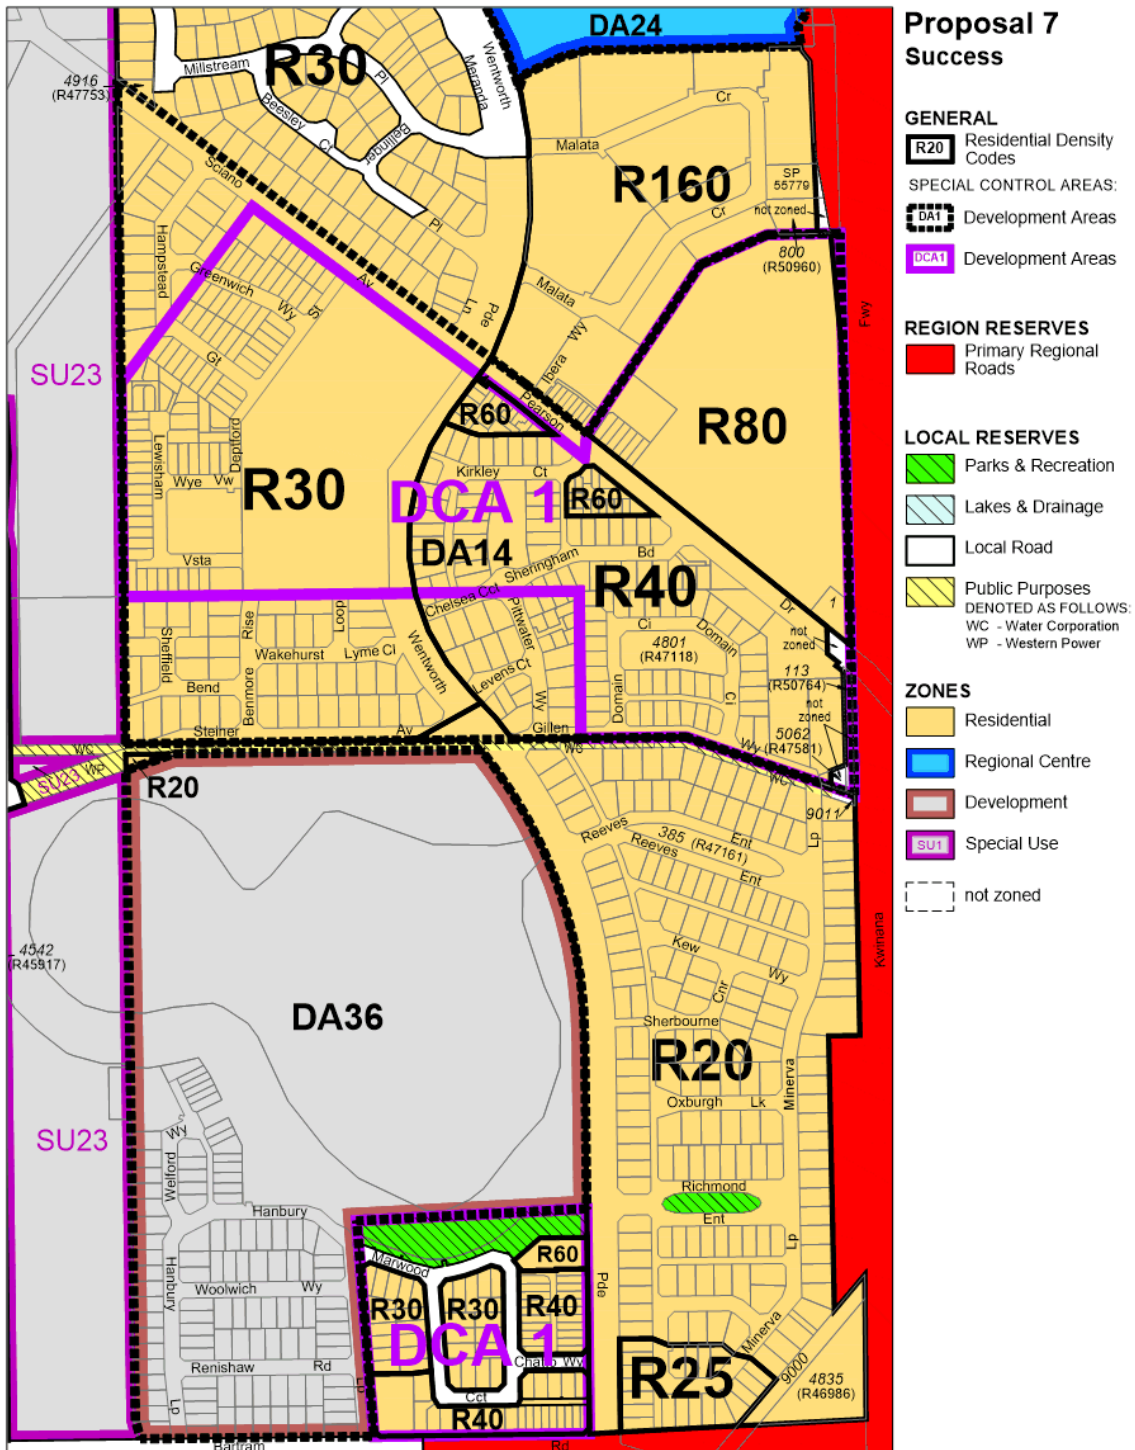 Proposal 7
Success
GENERAL
R20
Residential Density
Codes
SPECIAL CONTROL AREAS:
DA1
Development Areas
DCA1
Development Areas
REGION RESERVES
Primary Regional
Roads
LOCAL RESERVES
Parks & Recreation
Lakes & Drainage
Local Road
Public Purposes
DENOTED AS FOLLOWS:
WC - Water Corporation
WP - Western Power
ZONES
Residential
Regional Centre
Development
SU1
Special Use
not zoned
DA24
R30
Millstream
Pl
Meranda
Wentworth
4916
(R47753)
Beesley
Ct
Bellinger
Pl
Cr
Malata
R160
SP
55779
Cr
not zoned
800
(R50960)
Sciano
Av
Hampstead
Greenwich
Wy
St
Gt
Ln
Pde
Malata
Wy
Ibera
Pearson
Fwy
SU23
R60
R80
Lewisham
Deptford
Wye
Vw
R30
Kirkley
Ct
DCA 1
R60
DA14
Vsta
Sheringham
Bd
Chelsea Cct
R40
Dr
1
Sheffield
Rise
Loop
Wakehurst
Lyme Cl
Wentworth
Pittwater
Ci
4801
(R47118)
Domain
not
zoned
113
(R50764)
Bend
Benmore
Levens Ct
Wy
Domain
Ci
not
zoned
Steiner
Av
Gillen
Wy
5062
(R47581)
WC
WP
SU23
WC
WC
R20
9011
Reeves
385 (R47161)
Ent
Reeves
Ent
Lp
4542
(R45917)
Kew
Wy
Cnr
Kwinana
DA36
Sherbourne
R20
Minerva
Oxburgh
Lk
SU23
Wy
Welford
Hanbury
Richmond
Ent
Lp
Marwood
R60
Hanbury
Woolwich
Wy
R30
R30
R40
Pde
DCA 1
Renishaw
Rd
Wy
Minerva
R25
9000
4835
(R46986)
Lp
Lp
Cct
R40
Bartram
Rd